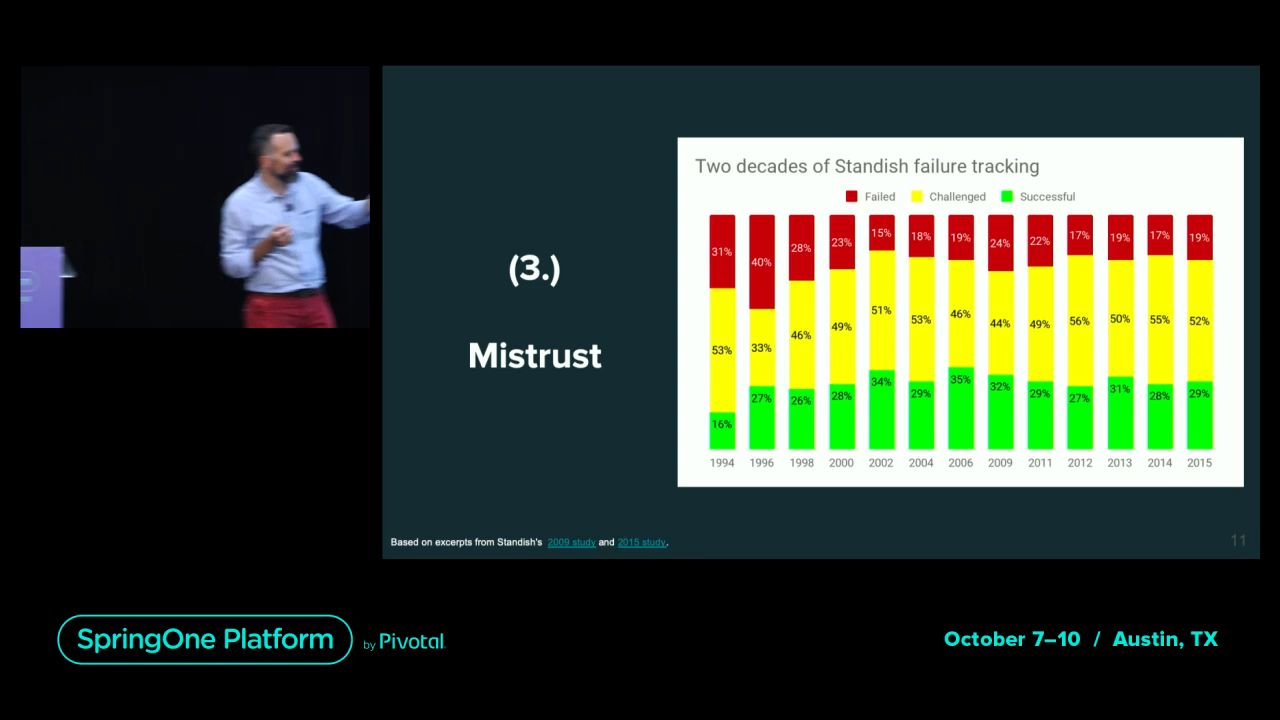 (3.)
Mistrust
Two decades of Standish failure tracking
Failed Challenged Successful
31% 40% 28% 23% 15% 18% 19% 24% 22% 17% 19% 17% 19%
53% 33% 46% 49% 51% 53% 46% 44% 49% 56% 50% 55% 52%
16% 27% 26% 28% 34% 29% 35% 32% 29% 27% 31% 28% 29%
1994 1996 1998 2000 2002 2004 2006 2009 2011 2012 2013 2014 2015
Based on excerpts from Standish's 2009 study and 2015 study.
11
SpringOne Platform by Pivotal.
October 7–10 / Austin, TX